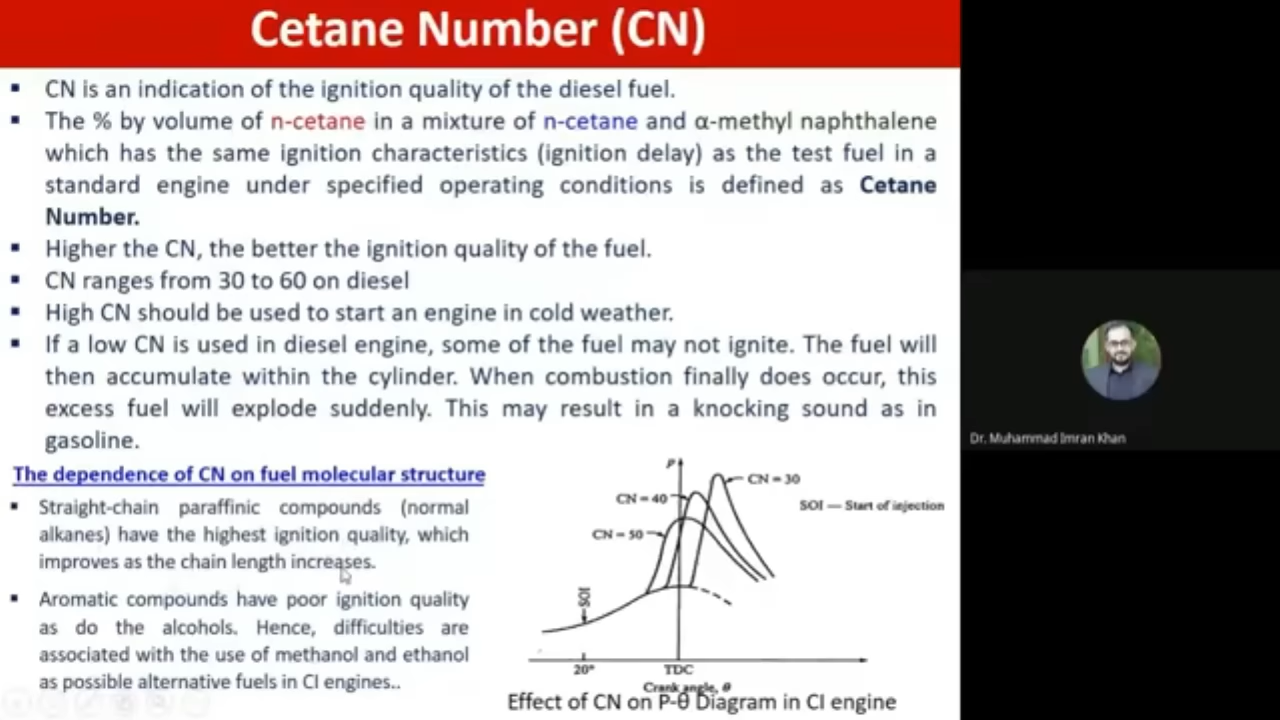 Cetane Number (CN)
▪ CN is an indication of the ignition quality of the diesel fuel.
▪ The % by volume of n-cetane in a mixture of n-cetane and α-methyl naphthalene
which has the same ignition characteristics (ignition delay) as the test fuel in a
standard engine under specified operating conditions is defined as Cetane
Number.
▪ Higher the CN, the better the ignition quality of the fuel.
▪ CN ranges from 30 to 60 on diesel
▪ High CN should be used to start an engine in cold weather.
▪ If a low CN is used in diesel engine, some of the fuel may not ignite. The fuel will
then accumulate within the cylinder. When combustion finally does occur, this
excess fuel will explode suddenly. This may result in a knocking sound as in
gasoline.
The dependence of CN on fuel molecular structure
▪ Straight-chain paraffinic compounds (normal
alkanes) have the highest ignition quality, which
improves as the chain length increases.
▪ Aromatic compounds have poor ignition quality
as do the alcohols. Hence, difficulties are
associated with the use of methanol and ethanol
as possible alternative fuels in CI engines..
P
CN = 30
CN = 40
SOI — Start of injection
CN = 50
SOI
20°
TDC
Crank angle, θ
Effect of CN on P-θ Diagram in CI engine
Dr. Muhammad Imran Khan